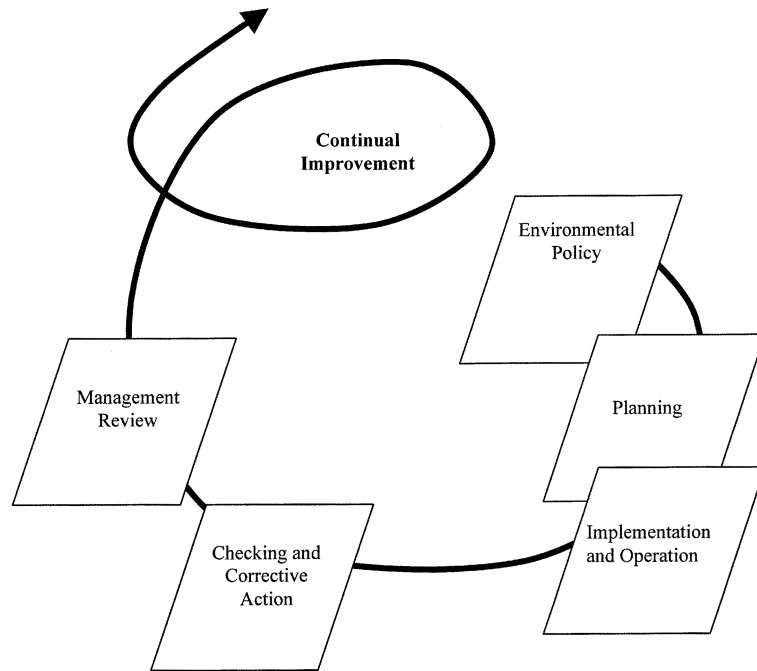 Continual
Improvement
Environmental
Policy
Planning
Implementation
and Operation
Checking and
Corrective
Action
Management
Review